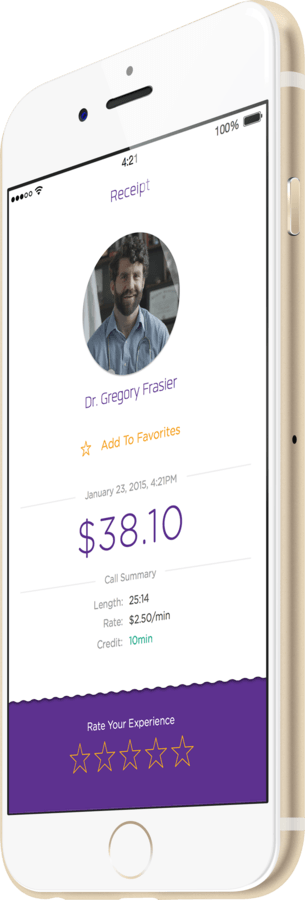 4:21
100%
Receipt
Dr. Gregory Frasier
Add To Favorites
January 23, 2015, 4:21PM
$38.10
Call Summary
Length: 25:14
Rate: $2.50/min
Credit: 10min
Rate Your Experience